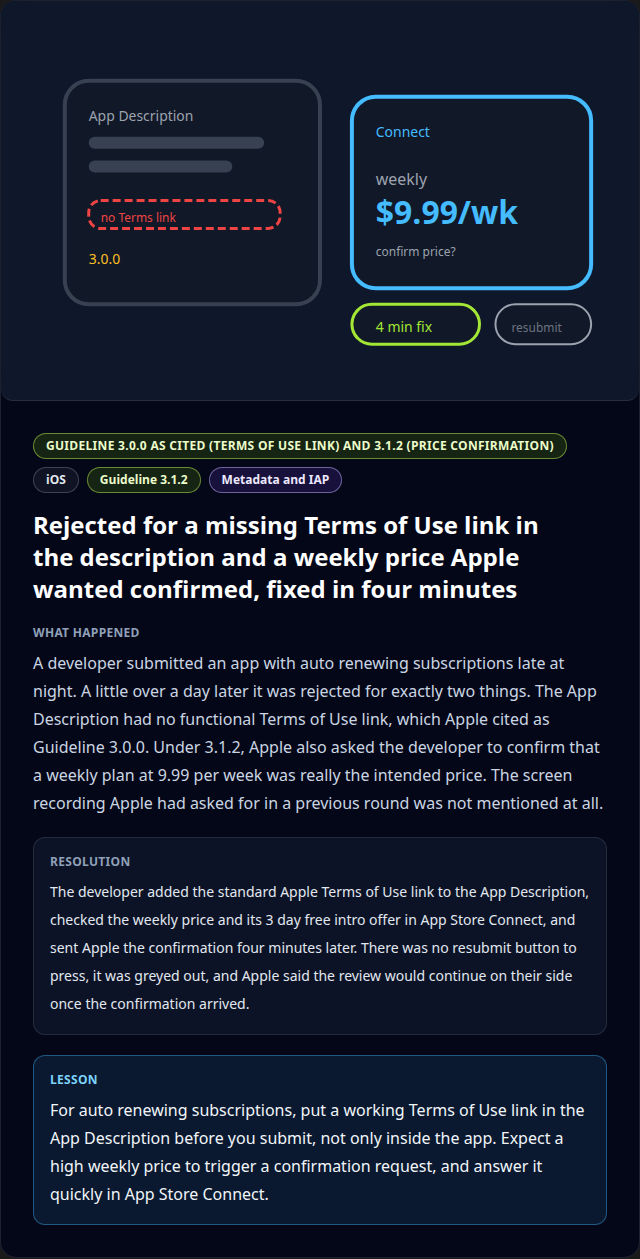 App Description
no Terms link
3.0.0
Connect
weekly
$9.99/wk
confirm price?
4 min fix
resubmit
GUIDELINE 3.0.0 AS CITED (TERMS OF USE LINK) AND 3.1.2 (PRICE CONFIRMATION)
iOS
Guideline 3.1.2
Metadata and IAP
Rejected for a missing Terms of Use link in
the description and a weekly price Apple
wanted confirmed, fixed in four minutes
WHAT HAPPENED
A developer submitted an app with auto renewing subscriptions late at
night. A little over a day later it was rejected for exactly two things. The App
Description had no functional Terms of Use link, which Apple cited as
Guideline 3.0.0. Under 3.1.2, Apple also asked the developer to confirm that
a weekly plan at 9.99 per week was really the intended price. The screen
recording Apple had asked for in a previous round was not mentioned at all.
RESOLUTION
The developer added the standard Apple Terms of Use link to the App Description,
checked the weekly price and its 3 day free intro offer in App Store Connect, and
sent Apple the confirmation four minutes later. There was no resubmit button to
press, it was greyed out, and Apple said the review would continue on their side
once the confirmation arrived.
LESSON
For auto renewing subscriptions, put a working Terms of Use link in the
App Description before you submit, not only inside the app. Expect a
high weekly price to trigger a confirmation request, and answer it
quickly in App Store Connect.